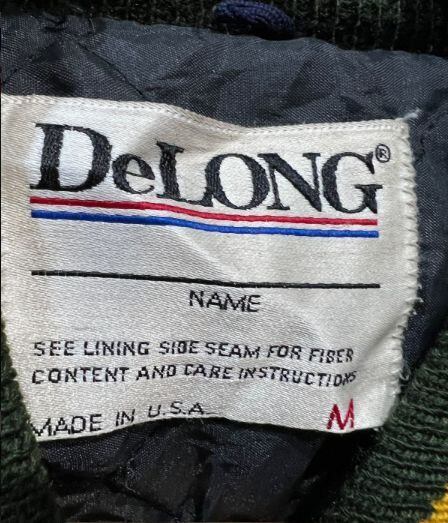 DeLONG®
NAME
SEE LINING SIDE SEAM FOR FIBER
CONTENT AND CARE INSTRUCTIONS
MADE IN U.S.A.
M